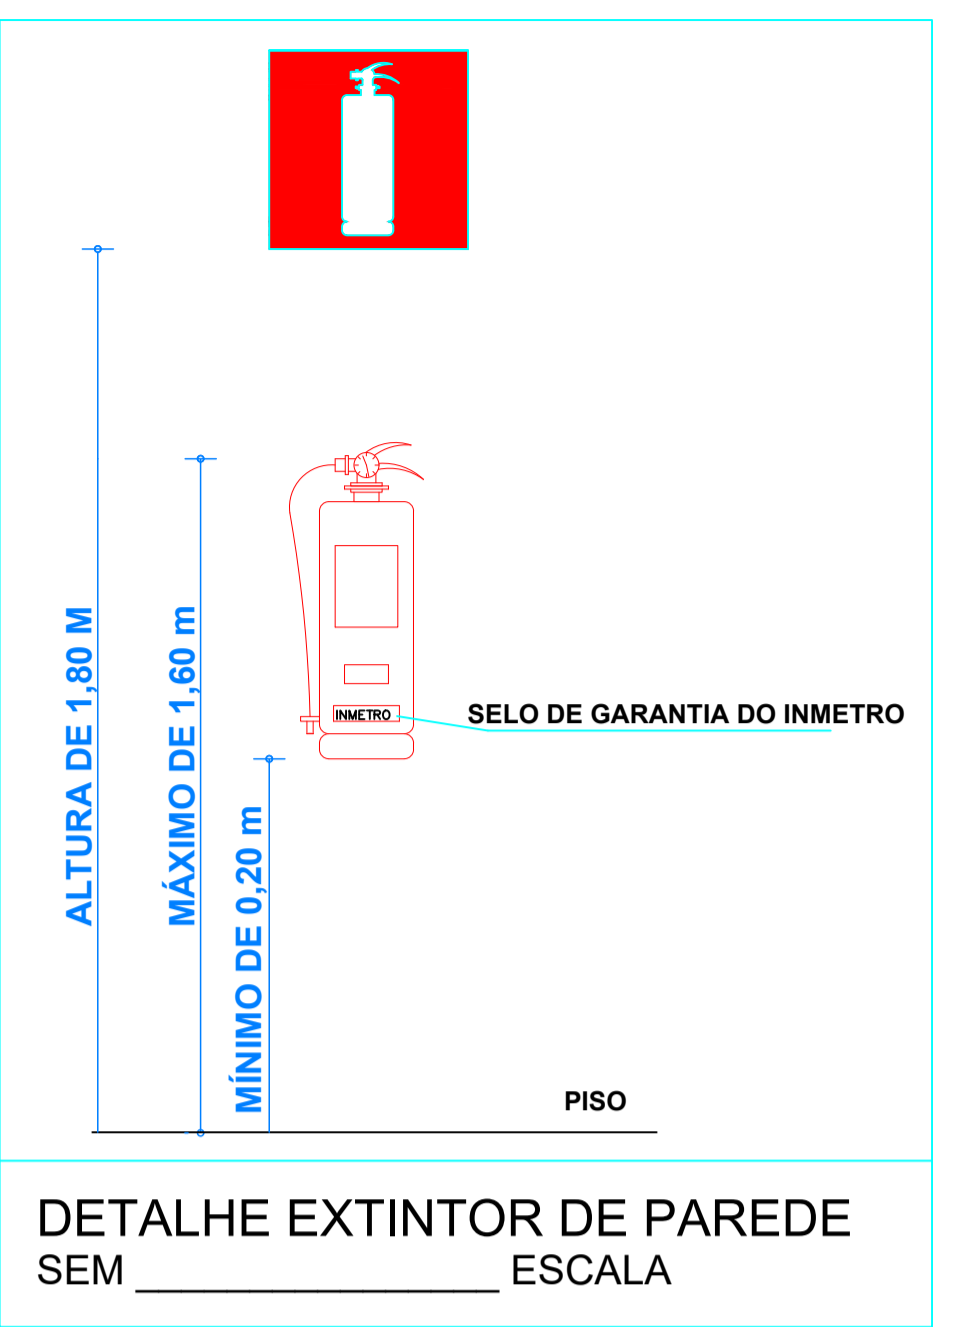 ALTURA DE 1,80 M
MÁXIMO DE 1,60 m
MÍNIMO DE 0,20 m
INMETRO
SELO DE GARANTIA DO INMETRO
PISO
DETALHE EXTINTOR DE PAREDE
SEM ________________ ESCALA